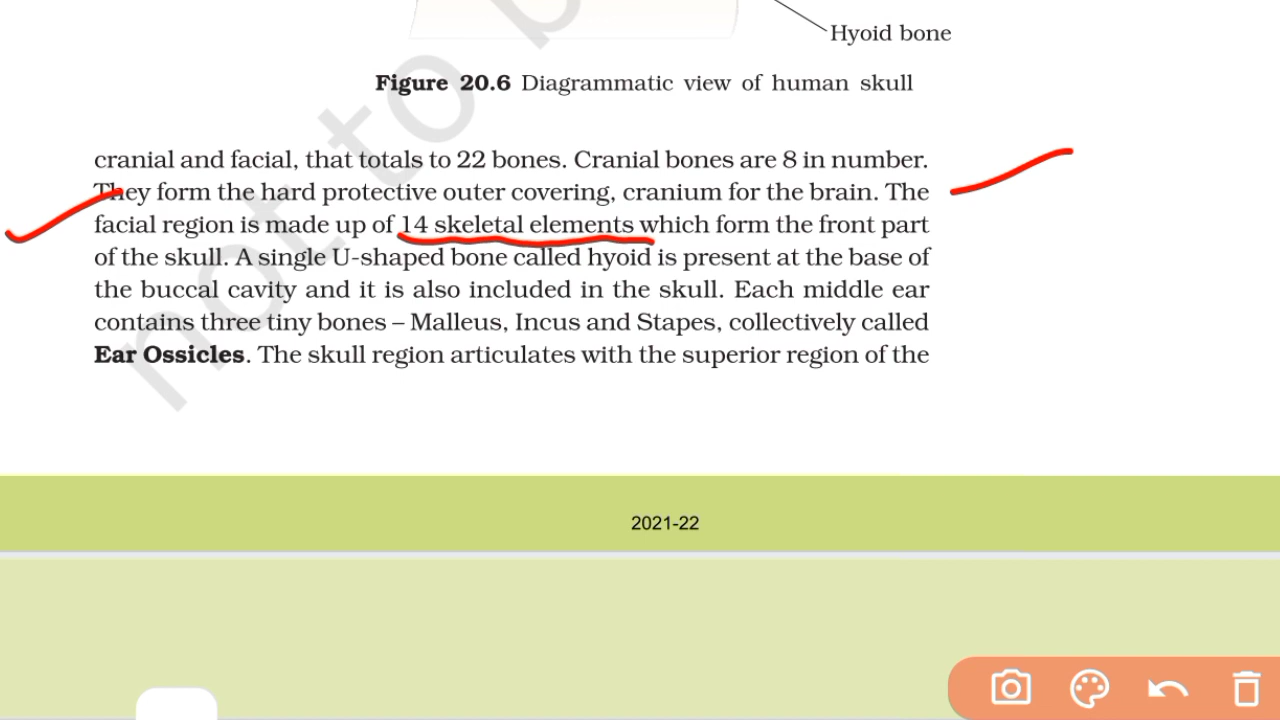 Hyoid bone
Figure 20.6 Diagrammatic view of human skull
cranial and facial, that totals to 22 bones. Cranial bones are 8 in number.
They form the hard protective outer covering, cranium for the brain. The
facial region is made up of 14 skeletal elements which form the front part
of the skull. A single U-shaped bone called hyoid is present at the base of
the buccal cavity and it is also included in the skull. Each middle ear
contains three tiny bones – Malleus, Incus and Stapes, collectively called
Ear Ossicles. The skull region articulates with the superior region of the
not to b
2021-22